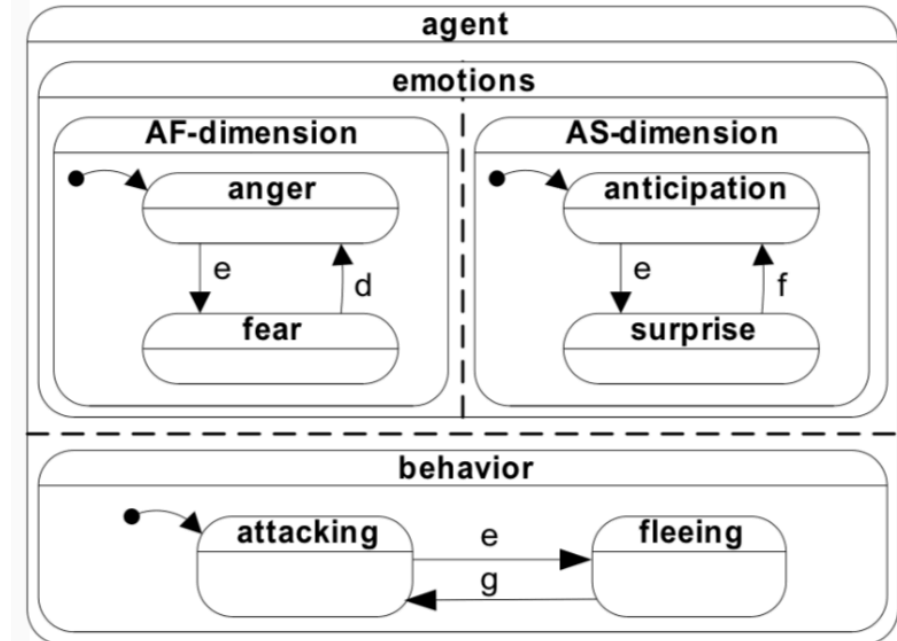 agent
emotions
AF-dimension
AS-dimension
anger
anticipation
e
d
e
f
fear
surprise
behavior
attacking
e
fleeing
g